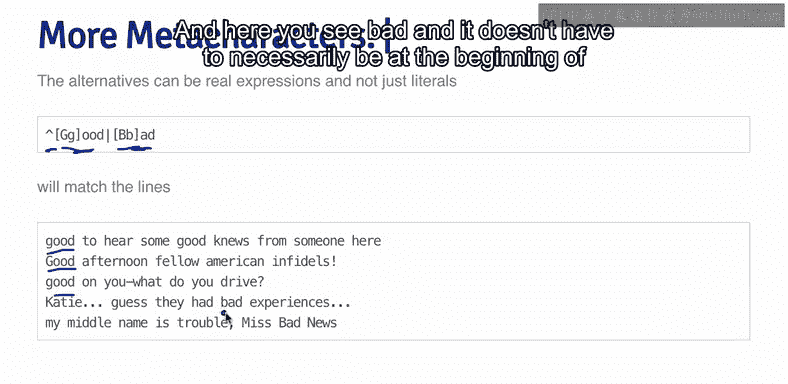 More Metacharacters: |
And here you see bad and it doesn't have
to necessarily be at the beginning of
The alternatives can be real expressions and not just literals
^[Gg]ood|[Bb]ad
will match the lines
good to hear some good knews from someone here
Good afternoon fellow american infidels!
good on you—what do you drive?
Katie... guess they had bad experiences...
my middle name is trouble, Miss Bad News